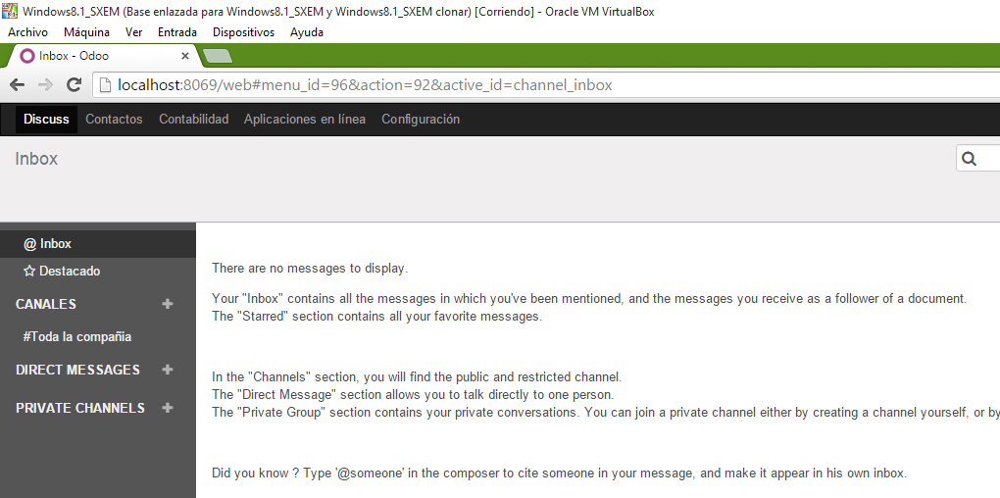 Windows8.1_SXEM (Base enlazada para Windows8.1_SXEM y Windows8.1_SXEM clonar) [Corriendo] - Oracle VM VirtualBox
Archivo Máquina Ver Entrada Dispositivos Ayuda
Inbox - Odoo
localhost:8069/web#menu_id=96&action=92&active_id=channel_inbox
Discuss Contactos Contabilidad Aplicaciones en línea Configuración
Inbox
@ Inbox
Destacado
CANALES
#Toda la compañia
DIRECT MESSAGES
PRIVATE CHANNELS
There are no messages to display.
Your "Inbox" contains all the messages in which you've been mentioned, and the messages you receive as a follower of a document.
The "Starred" section contains all your favorite messages.
In the "Channels" section, you will find the public and restricted channel.
The "Direct Message" section allows you to talk directly to one person.
The "Private Group" section contains your private conversations. You can join a private channel either by creating a channel yourself, or by
Did you know ? Type '@someone' in the composer to cite someone in your message, and make it appear in his own inbox.